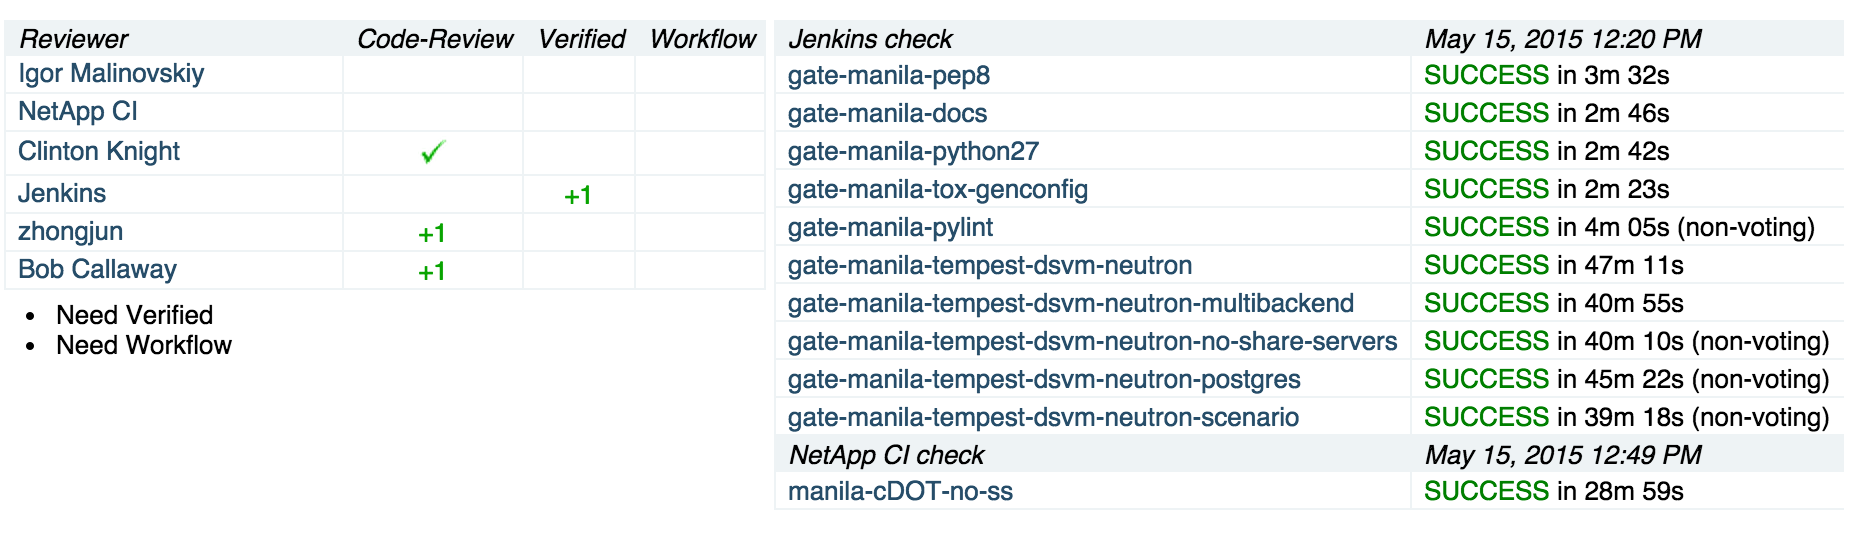 Reviewer Code-Review Verified Workflow
Igor Malinovskiy
NetApp CI
Clinton Knight ✓
Jenkins +1
zhongjun +1
Bob Callaway +1
• Need Verified
• Need Workflow
Jenkins check May 15, 2015 12:20 PM
gate-manila-pep8 SUCCESS in 3m 32s
gate-manila-docs SUCCESS in 2m 46s
gate-manila-python27 SUCCESS in 2m 42s
gate-manila-tox-genconfig SUCCESS in 2m 23s
gate-manila-pylint SUCCESS in 4m 05s (non-voting)
gate-manila-tempest-dsvm-neutron SUCCESS in 47m 11s
gate-manila-tempest-dsvm-neutron-multibackend SUCCESS in 40m 55s
gate-manila-tempest-dsvm-neutron-no-share-servers SUCCESS in 40m 10s (non-voting)
gate-manila-tempest-dsvm-neutron-postgres SUCCESS in 45m 22s (non-voting)
gate-manila-tempest-dsvm-neutron-scenario SUCCESS in 39m 18s (non-voting)
NetApp CI check May 15, 2015 12:49 PM
manila-cDOT-no-ss SUCCESS in 28m 59s